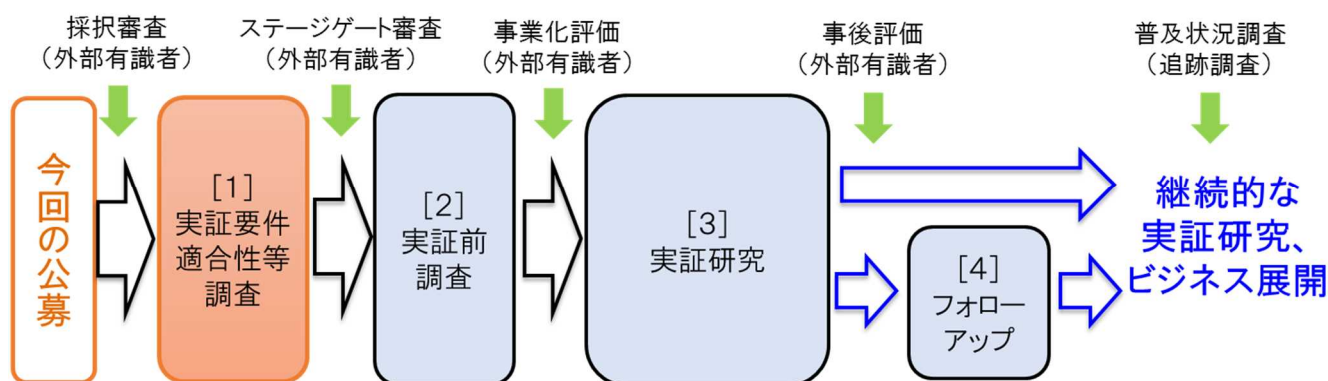 採択審査
(外部有識者)
ステージゲート審査
(外部有識者)
事業化評価
(外部有識者)
事後評価
(外部有識者)
普及状況調査
(追跡調査)
今回の公募
[1]
実証要件
適合性等
調査
[2]
実証前
調査
[3]
実証研究
[4]
フォロー
アップ
継続的な
実証研究、
ビジネス展開